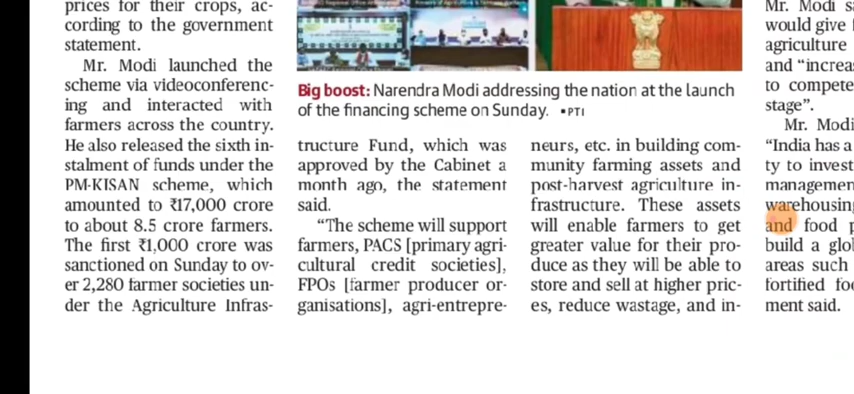 prices for their crops, ac-
cording to the government
statement.
Mr. Modi launched the
scheme via videoconferenc-
ing and interacted with
farmers across the country.
He also released the sixth in-
stalment of funds under the
PM-KISAN scheme, which
amounted to ₹17,000 crore
to about 8.5 crore farmers.
The first ₹1,000 crore was
sanctioned on Sunday to ov-
er 2,280 farmer societies un-
der the Agriculture Infras-
Big boost: Narendra Modi addressing the nation at the launch
of the financing scheme on Sunday. •PTI
tructure Fund, which was
approved by the Cabinet a
month ago, the statement
said.
“The scheme will support
farmers, PACS [primary agri-
cultural credit societies],
FPOs [farmer producer or-
ganisations], agri-entrepre-
neurs, etc. in building com-
munity farming assets and
post-harvest agriculture in-
frastructure. These assets
will enable farmers to get
greater value for their pro-
duce as they will be able to
store and sell at higher pric-
es, reduce wastage, and in-
Mr. Modi
would give
agriculture
and “increa
to compete
stage”.
Mr. Modi
“India has a
ty to invest
managemen
warehousing
and food
build a glo
areas such
fortified fo
ment said.